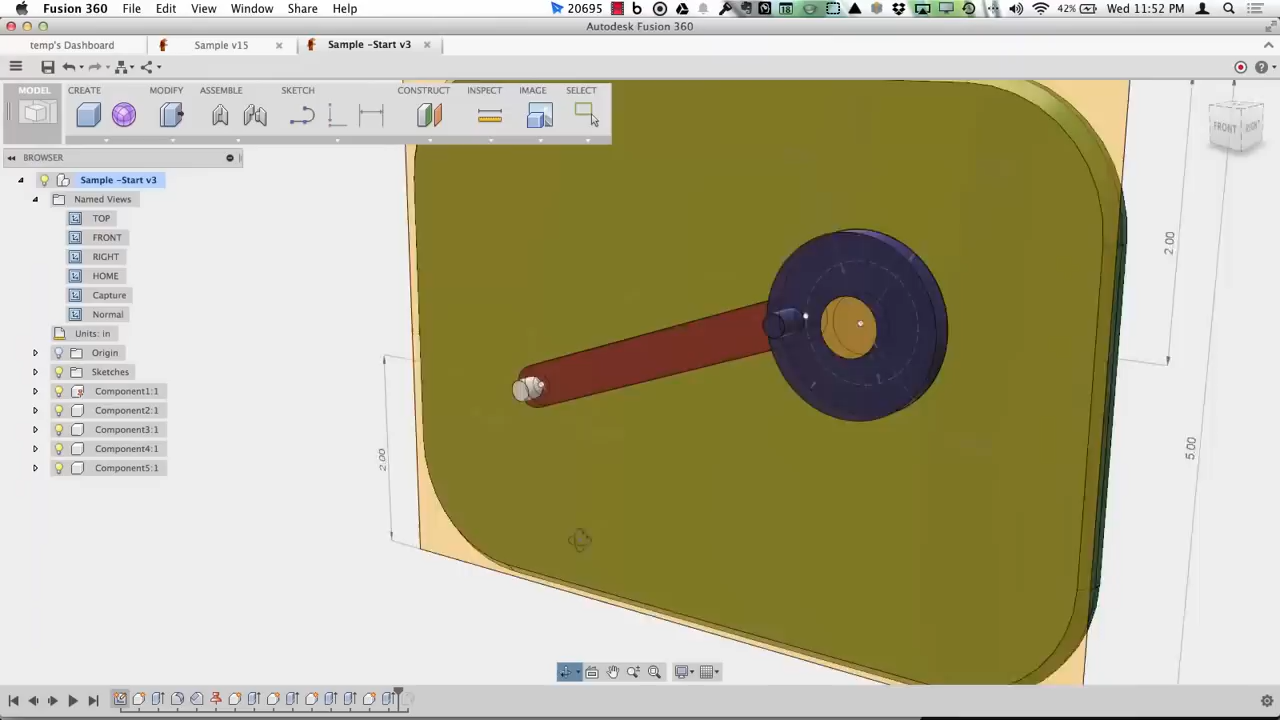 Fusion 360 File Edit View Window Share Help 20695 18 42% Wed 11:52 PM
Autodesk Fusion 360
temp's Dashboard Sample v15 Sample -Start v3
MODEL CREATE MODIFY ASSEMBLE SKETCH CONSTRUCT INSPECT IMAGE SELECT
FRONT RIGHT
BROWSER
Sample -Start v3
Named Views
TOP
FRONT
RIGHT
HOME
Capture
Normal
Units: in
Origin
Sketches
Component1:1
Component2:1
Component3:1
Component4:1
Component5:1
2.00
2.00
5.00